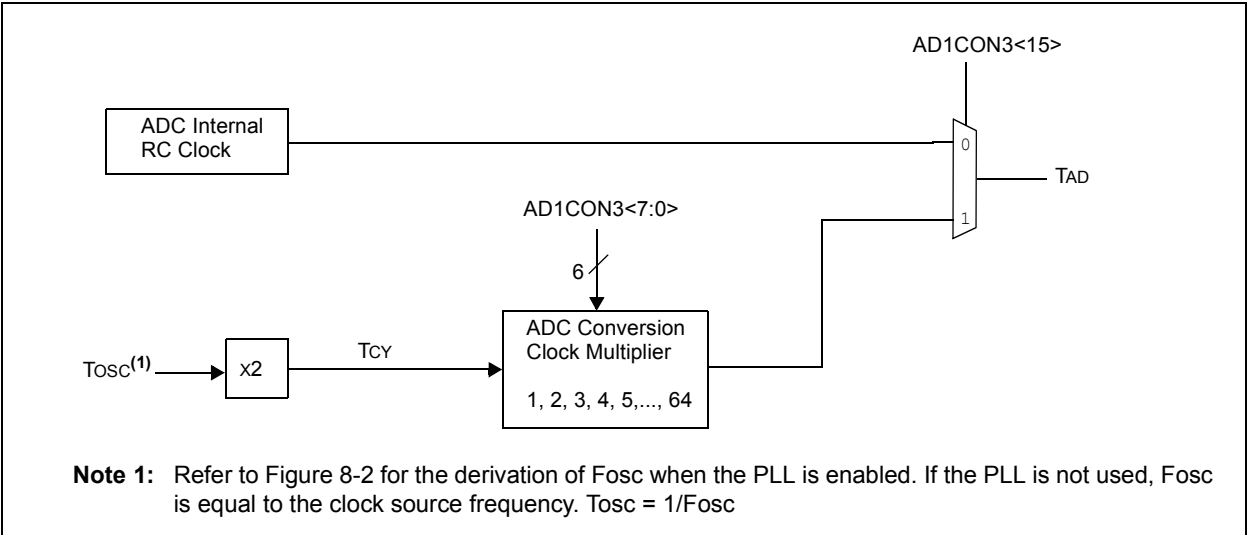 AD1CON3<15>
ADC Internal
RC Clock
0
TAD
AD1CON3<7:0>
1
6
ADC Conversion
Clock Multiplier
TOSC(1)
X2
TCY
1, 2, 3, 4, 5,..., 64
Note 1: Refer to Figure 8-2 for the derivation of Fosc when the PLL is enabled. If the PLL is not used, Fosc
is equal to the clock source frequency. Tosc = 1/Fosc